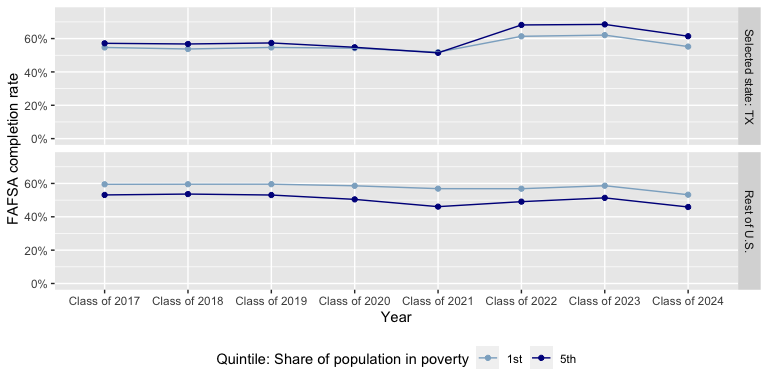 60%
40%
20%
0%
Selected state: TX
FAFSA completion rate
60%
40%
20%
0%
Rest of U.S.
Class of 2017 Class of 2018 Class of 2019 Class of 2020 Class of 2021 Class of 2022 Class of 2023 Class of 2024
Year
Quintile: Share of population in poverty 1st 5th